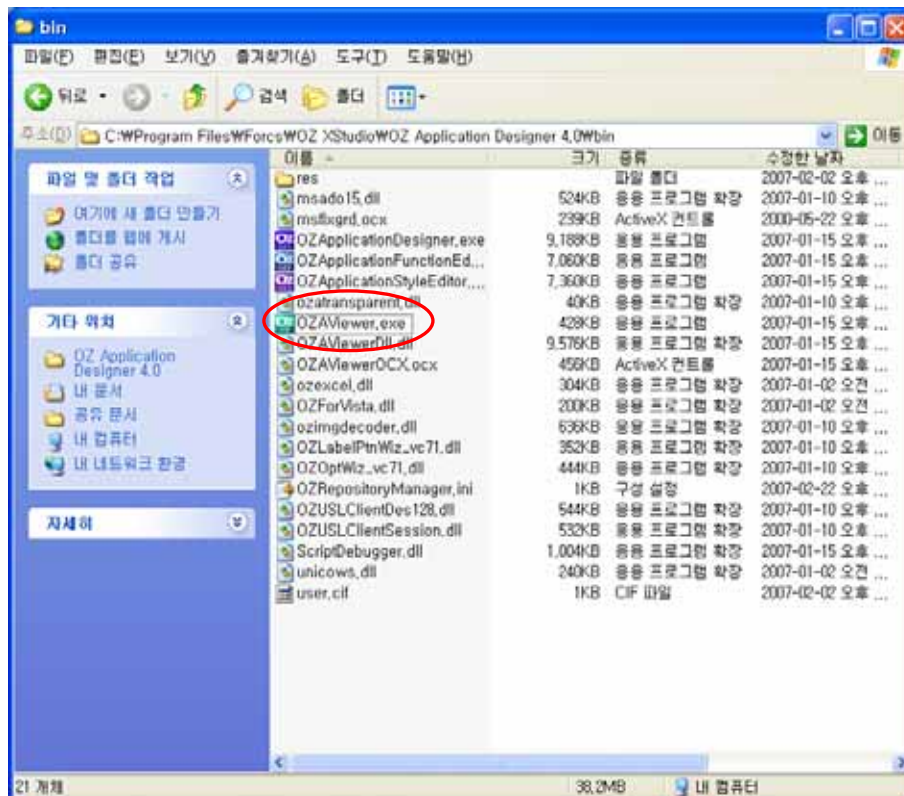 bin
파일(F) 편집(E) 보기(V) 즐겨찾기(A) 도구(T) 도움말(H)
뒤로 검색 폴더
주소(D) C:₩Program Files₩Forcs₩OZ XStudio₩OZ Application Designer 4.0₩bin 이동
파일 및 폴더 작업
여기에 새 폴더 만들기
폴더를 웹에 게시
폴더 공유
기타 위치
OZ Application
Designer 4.0
내 문서
공유 문서
내 컴퓨터
내 네트워크 환경
자세히
이름 크기 종류 수정한 날짜
res 파일 폴더 2007-02-02 오후 ...
msado15.dll 524KB 응용 프로그램 확장 2007-01-10 오후 ...
msflxgrd.ocx 239KB ActiveX 컨트롤 2000-05-22 오후 ...
OZApplicationDesigner.exe 9,188KB 응용 프로그램 2007-01-15 오후 ...
OZApplicationFunctionEd... 7,060KB 응용 프로그램 2007-01-15 오후 ...
OZApplicationStyleEditor.... 7,360KB 응용 프로그램 2007-01-15 오후 ...
ozatransparent.dll 40KB 응용 프로그램 확장 2007-01-10 오후 ...
OZAViewer.exe 428KB 응용 프로그램 2007-01-15 오후 ...
OZAViewerDll.dll 9,576KB 응용 프로그램 확장 2007-01-15 오후 ...
OZAViewerOCX.ocx 456KB ActiveX 컨트롤 2007-01-15 오후 ...
ozexcel.dll 304KB 응용 프로그램 확장 2007-01-02 오전 ...
OZForVista.dll 200KB 응용 프로그램 확장 2007-01-02 오전 ...
ozimgdecoder.dll 636KB 응용 프로그램 확장 2007-01-10 오후 ...
OZLabelPtnWiz_vc71.dll 352KB 응용 프로그램 확장 2007-01-10 오후 ...
OZOptWiz_vc71.dll 444KB 응용 프로그램 확장 2007-01-10 오후 ...
OZRepositoryManager.ini 1KB 구성 설정 2007-02-22 오후 ...
OZUSLClientDes128.dll 544KB 응용 프로그램 확장 2007-01-10 오후 ...
OZUSLClientSession.dll 532KB 응용 프로그램 확장 2007-01-10 오후 ...
ScriptDebugger.dll 1,004KB 응용 프로그램 확장 2007-01-15 오후 ...
unicows.dll 240KB 응용 프로그램 확장 2007-01-02 오전 ...
user.cif 1KB CIF 파일 2007-02-02 오후 ...
21 개체 38.2MB 내 컴퓨터